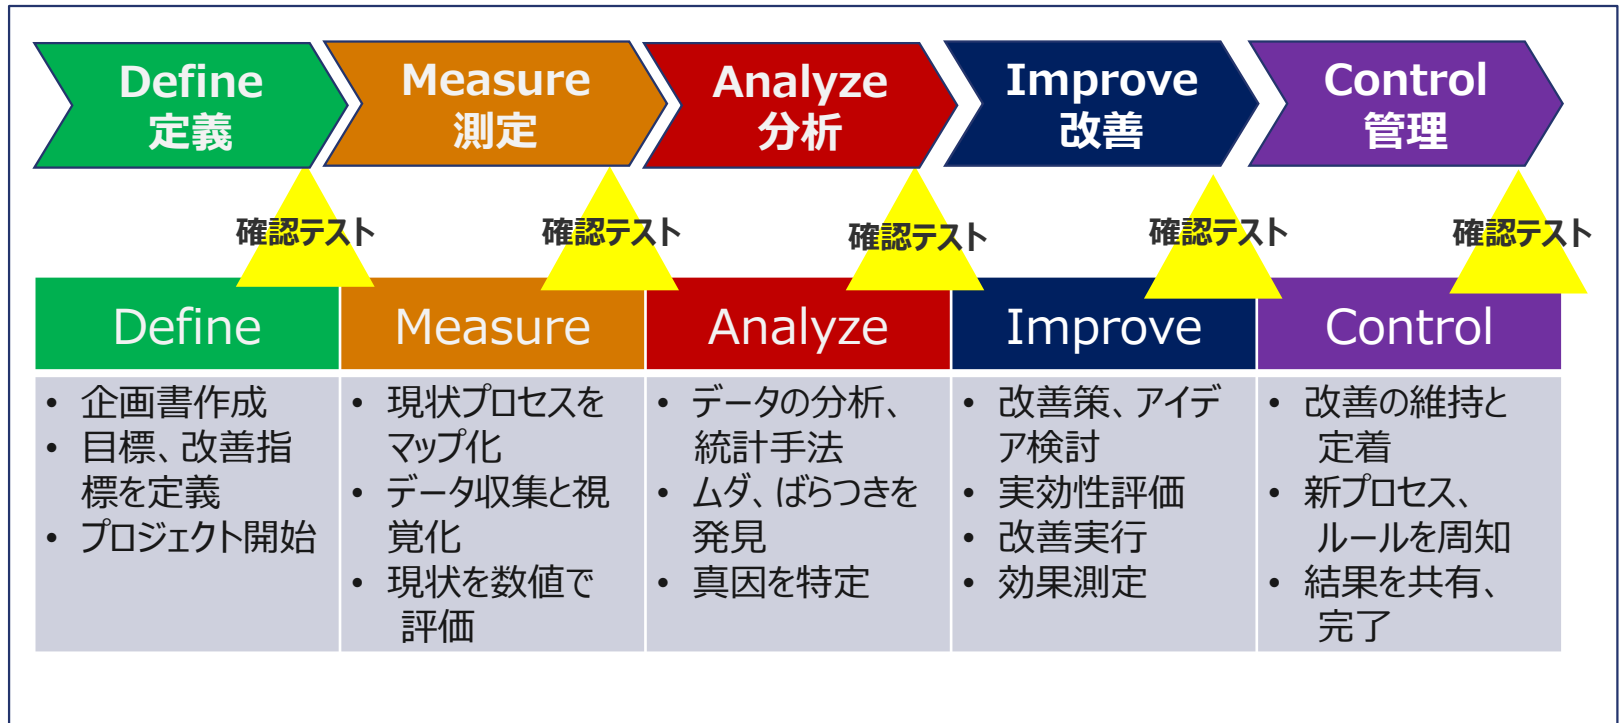 Define
定義
Measure
測定
Analyze
分析
Improve
改善
Control
管理
確認テスト
確認テスト
確認テスト
確認テスト
確認テスト
Define
Measure
Analyze
Improve
Control
• 企画書作成
• 目標、改善指
標を定義
• プロジェクト開始
• 現状プロセスを
マップ化
• データ収集と視
覚化
• 現状を数値で
評価
• データの分析、
統計手法
• ムダ、ばらつきを
発見
• 真因を特定
• 改善策、アイデ
ア検討
• 実効性評価
• 改善実行
• 効果測定
• 改善の維持と
定着
• 新プロセス、
ルールを周知
• 結果を共有、
完了